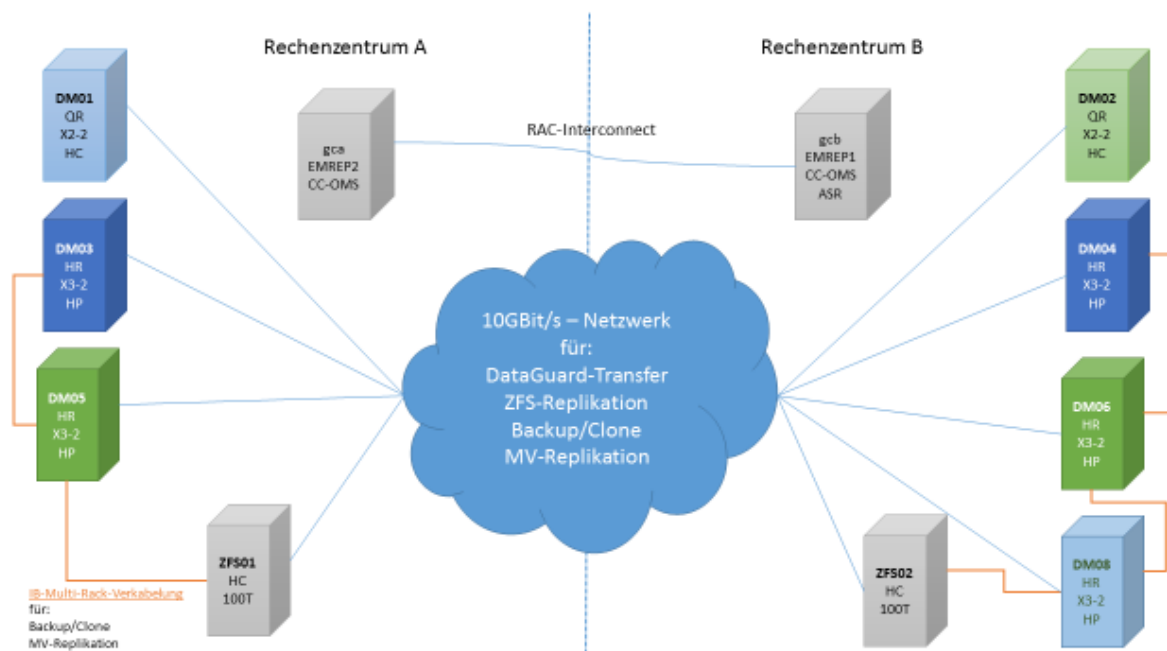 Rechenzentrum A
Rechenzentrum B
DM01
QR
X2-2
HC
gca
EMREP2
CC-OMS
RAC-Interconnect
gcb
EMREP1
CC-OMS
ASR
DM02
QR
X2-2
HC
DM03
HR
X3-2
HP
DM04
HR
X3-2
HP
10GBit/s – Netzwerk
für:
DataGuard-Transfer
ZFS-Replikation
Backup/Clone
MV-Replikation
DM05
HR
X3-2
HP
DM06
HR
X3-2
HP
ZFS01
HC
100T
ZFS02
HC
100T
DM08
HR
X3-2
HP
IB-Multi-Rack-Verkabelung
für:
Backup/Clone
MV-Replikation